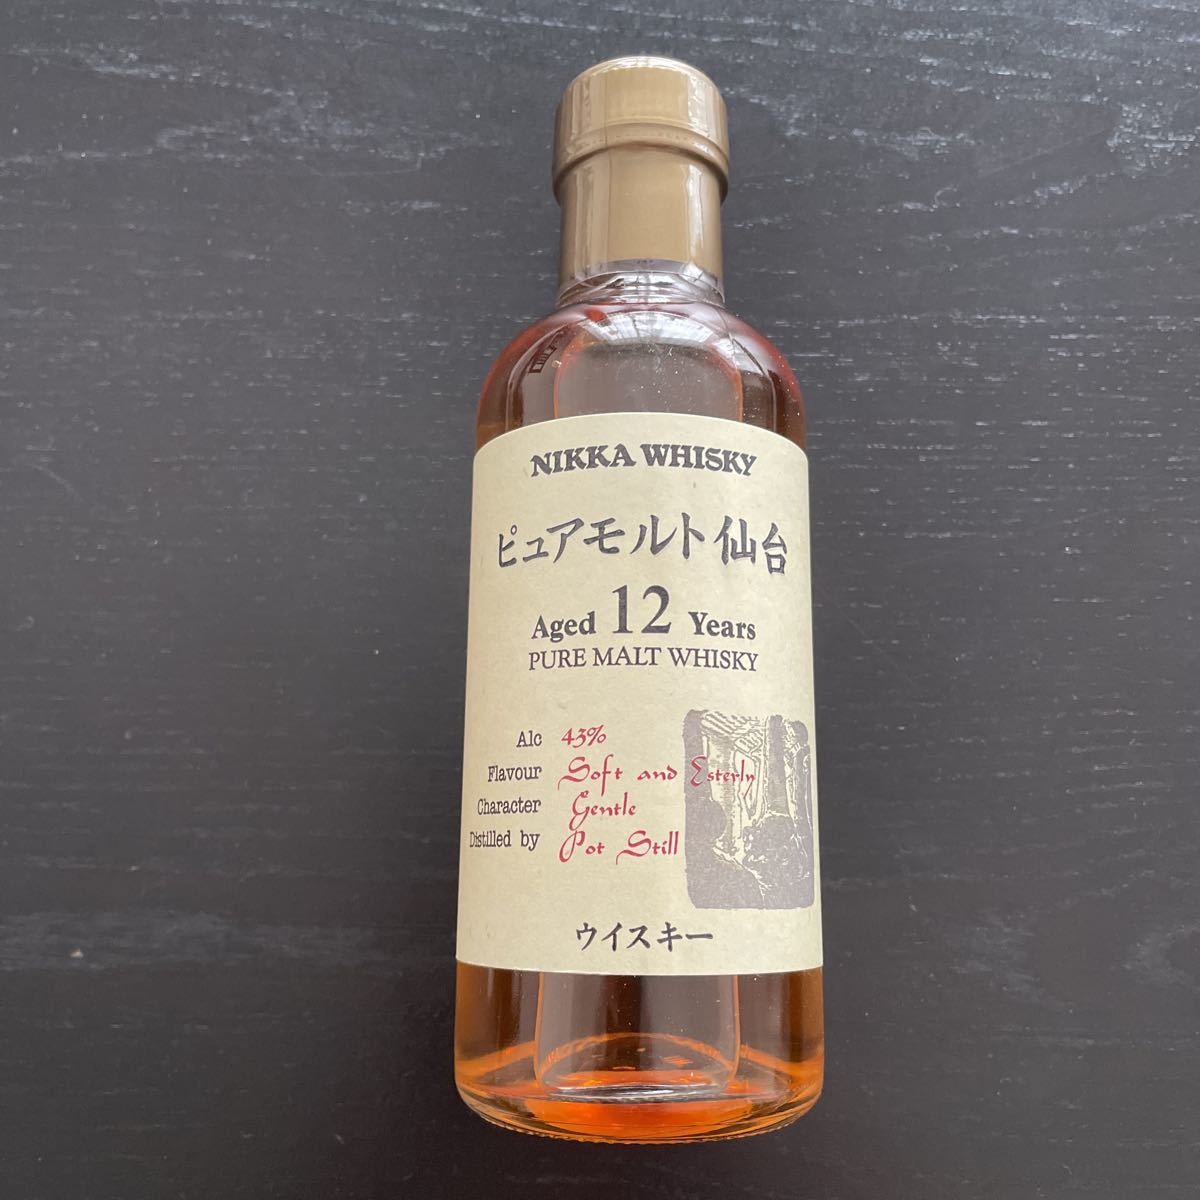 NIKKA WHISKY
ピュアモルト仙台
Aged 12 Years
PURE MALT WHISKY
Alc 43%
Flavour Soft and Esterly
Character Gentle
Distilled by Pot Still
ウイスキー